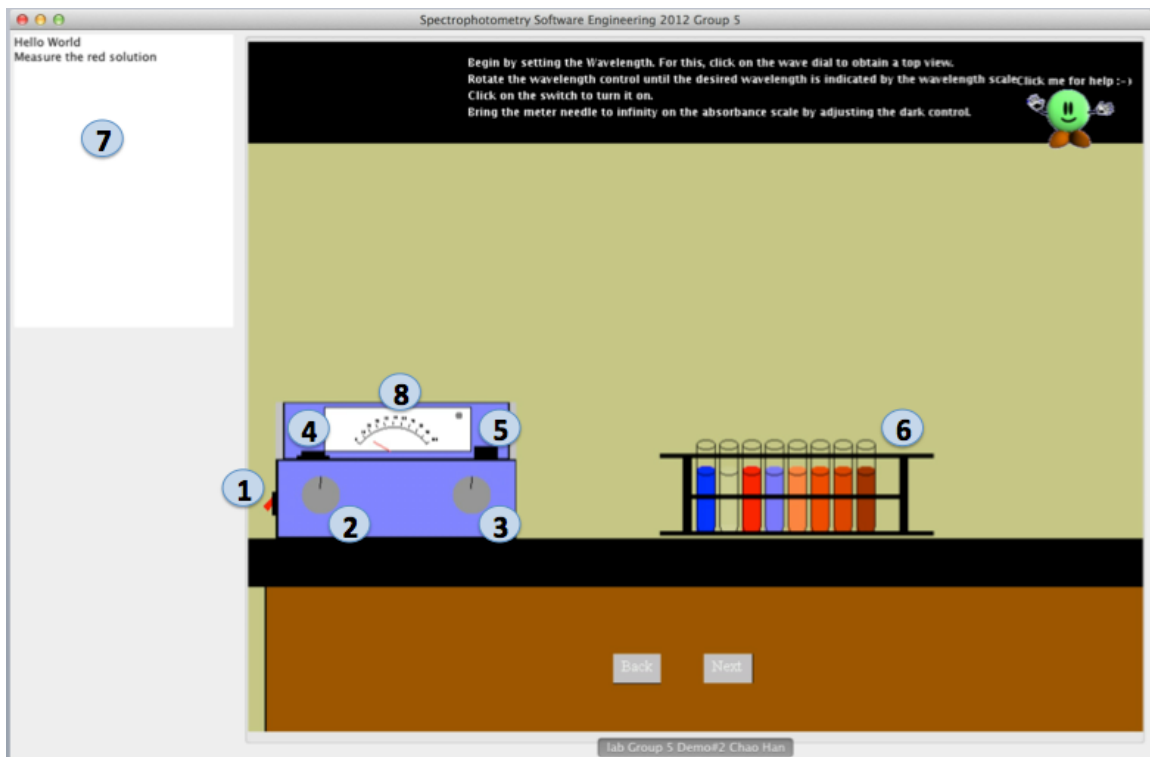 Spectrophotometry Software Engineering 2012 Group 5
Hello World
Measure the red solution
7
Begin by setting the Wavelength. For this, click on the wave dial to obtain a top view.
Rotate the wavelength control until the desired wavelength is indicated by the wavelength scale
Click me for help :-)
Click on the switch to turn it on.
Bring the meter needle to infinity on the absorbance scale by adjusting the dark control.
8
4
5
6
1
2
3
Back
Next
lab Group 5 Demo#2 Chao Han